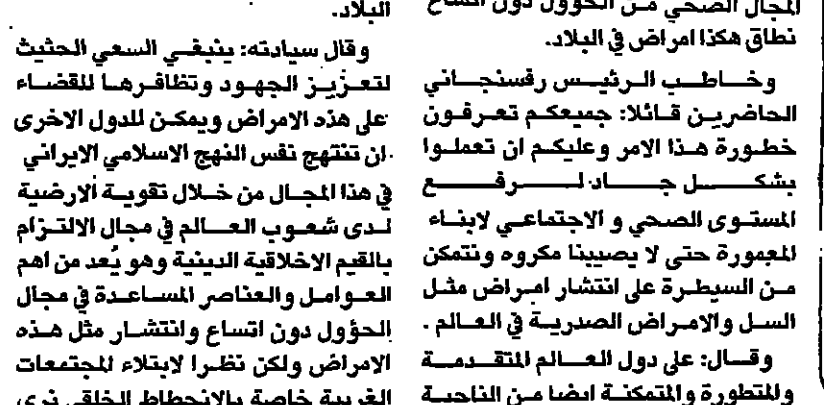 المجال الصحي من الحؤول دون اتساع
نطاق هكذا امراض في البلاد.
وخاطب الرئيس رفسنجاني
الحاضرين قائلا: جميعكم تعرفون
خطورة هذا الامر وعليكم ان تعملوا
بشكل جاد لرفع
المستوى الصحي و الاجتماعي لابناء
المعمورة حتى لا يصيبنا مكروه ونتمكن
من السيطرة على انتشار امراض مثل
السل والامراض الصدرية في العالم .
وقال: على دول العالم المتقدمة
والمتطورة والمتمكنة ايضا من الناحية
البلاد.
وقال سيادته: ينبغي السعي الحثيث
لتعزيز الجهود وتظافرها للقضاء
على هذه الامراض ويمكن للدول الاخرى
ان تنتهج نفس النهج الاسلامي الايراني
في هذا المجال من خلال تقوية الارضية
لدى شعوب العالم في مجال الالتزام
بالقيم الاخلاقية الدينية وهو يُعد من اهم
العوامل والعناصر المساعدة في مجال
الحؤول دون اتساع وانتشار مثل هذه
الامراض ولكن نظرا لابتلاء المجتمعات
الغربية خاصة بالانحطاط الخلقي نرى